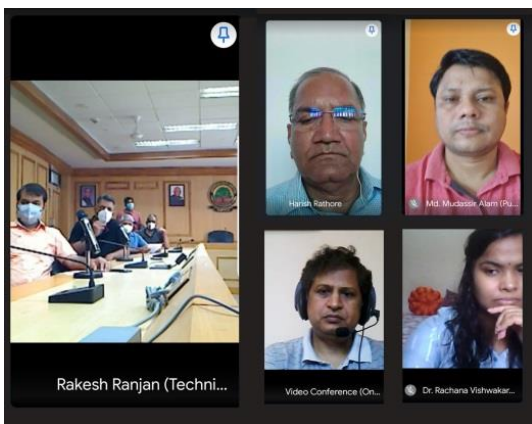 Rakesh Ranjan (Techni...
Harish Rathore
Md. Mudassir Alam (Pu...
Video Conference (On...
Dr. Rachana Vishwakar...